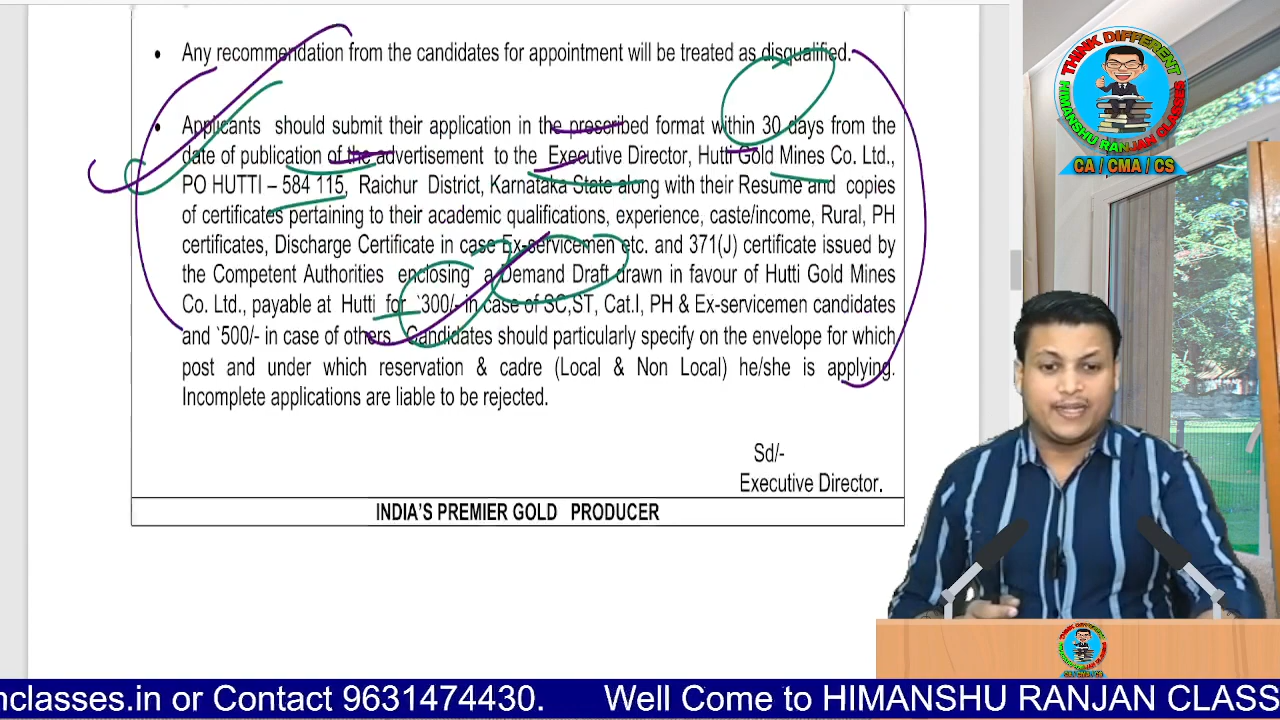 • Any recommendation from the candidates for appointment will be treated as disqualified.
• Applicants should submit their application in the prescribed format within 30 days from the
date of publication of the advertisement to the Executive Director, Hutti Gold Mines Co. Ltd.,
PO HUTTI – 584 115, Raichur District, Karnataka State along with their Resume and copies
of certificates pertaining to their academic qualifications, experience, caste/income, Rural, PH
certificates, Discharge Certificate in case Ex-servicemen etc. and 371(J) certificate issued by
the Competent Authorities enclosing a Demand Draft drawn in favour of Hutti Gold Mines
Co. Ltd., payable at Hutti for `300/- in case of SC,ST, Cat.I, PH & Ex-servicemen candidates
and `500/- in case of others. Candidates should particularly specify on the envelope for which
post and under which reservation & cadre (Local & Non Local) he/she is applying.
Incomplete applications are liable to be rejected.
Sd/-
Executive Director.
INDIA'S PREMIER GOLD PRODUCER
THINK DIFFERENT
HIMANSHU RANJAN CLASSES
CA / CMA / CS
nclasses.in or Contact 9631474430. Well Come to HIMANSHU RANJAN CLASS